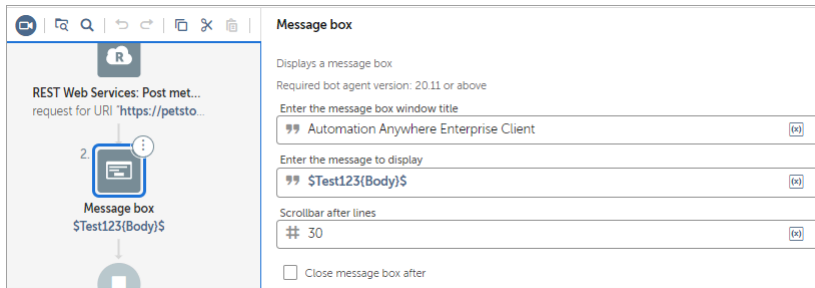 Message box
Displays a message box
Required bot agent version: 20.11 or above
Enter the message box window title
Automation Anywhere Enterprise Client
(x)
Enter the message to display
$Test123{Body}$
(x)
Scrollbar after lines
# 30
(x)
Close message box after
R
REST Web Services: Post met...
request for URI "https://petsto...
2.
Message box
$Test123{Body}$